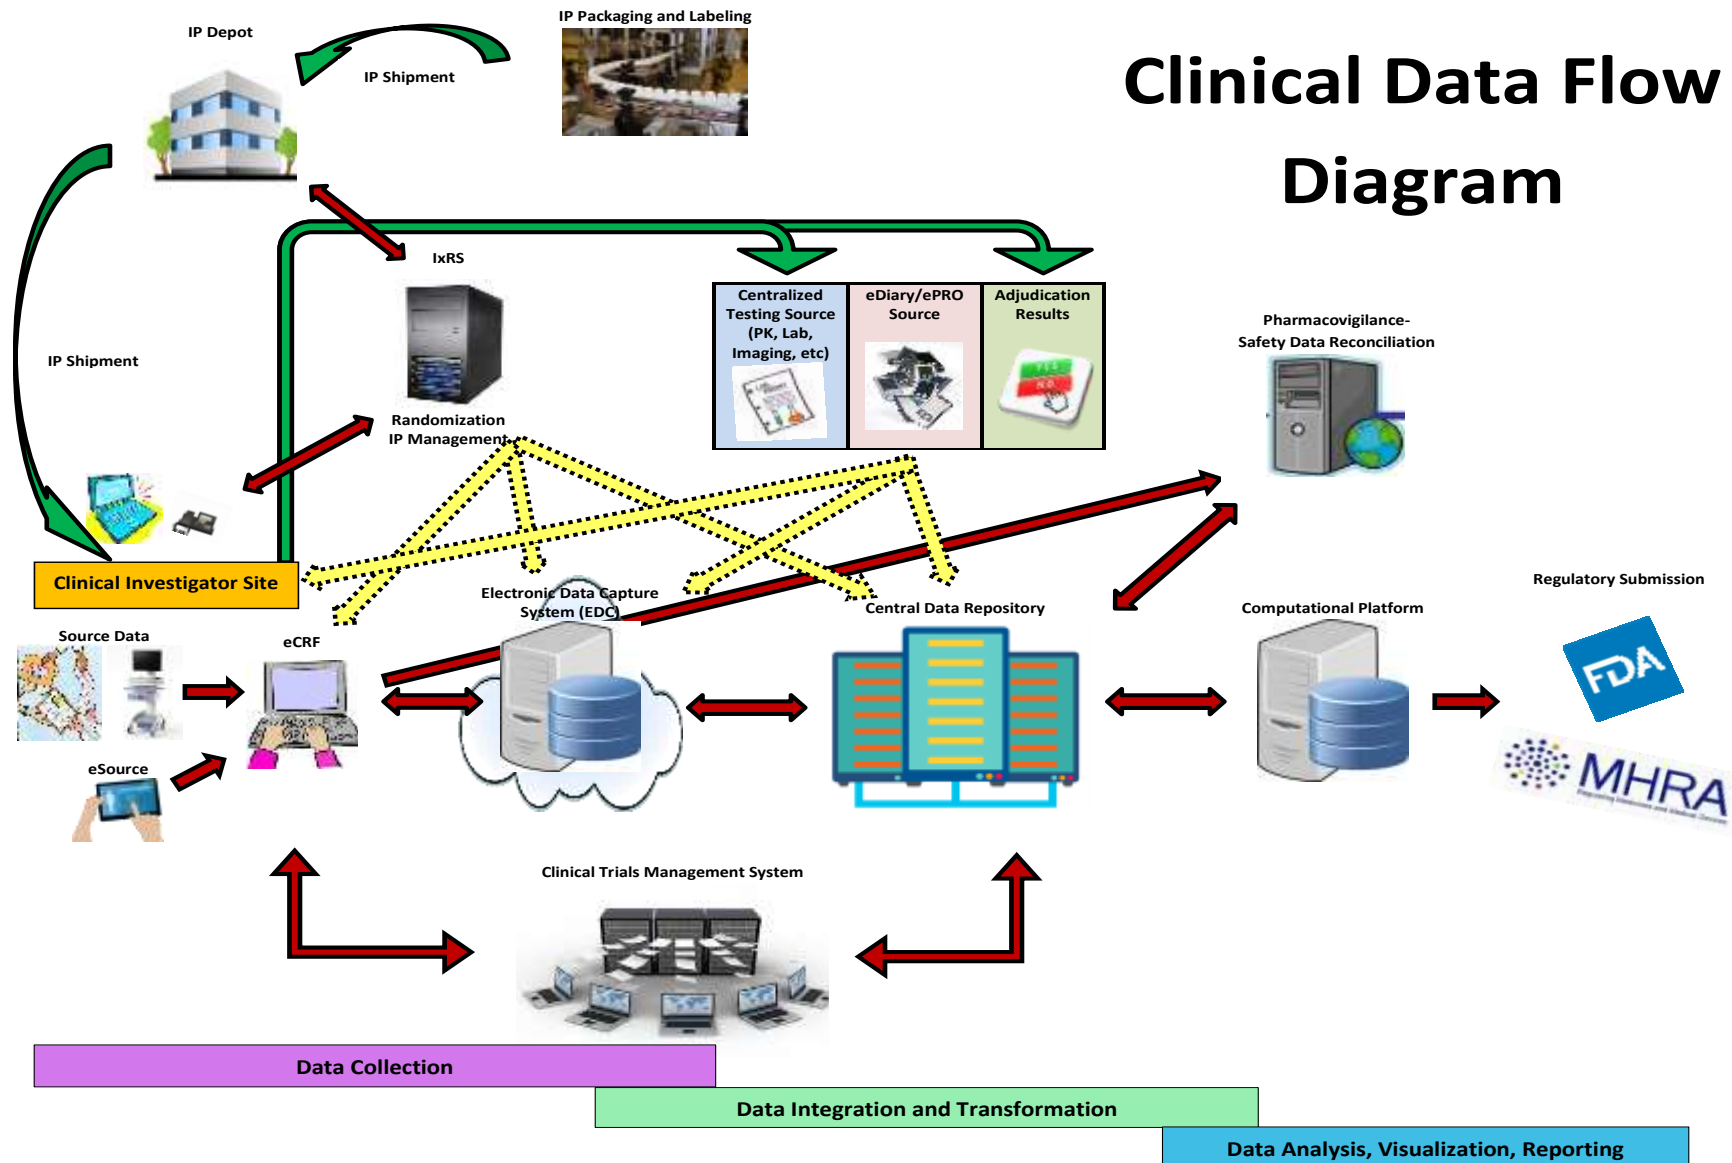 IP Packaging and Labeling
IP Depot
IP Shipment
Clinical Data Flow
Diagram
IxRS
Centralized
Testing Source
(PK, Lab,
Imaging, etc)
eDiary/ePRO
Source
Adjudication
Results
YES
NO
Pharmacovigilance-
Safety Data Reconciliation
IP Shipment
Randomization
IP Management
Clinical Investigator Site
Electronic Data Capture
System (EDC)
Central Data Repository
Computational Platform
Regulatory Submission
Source Data
eCRF
FDA
eSource
MHRA
Clinical Trials Management System
Data Collection
Data Integration and Transformation
Data Analysis, Visualization, Reporting